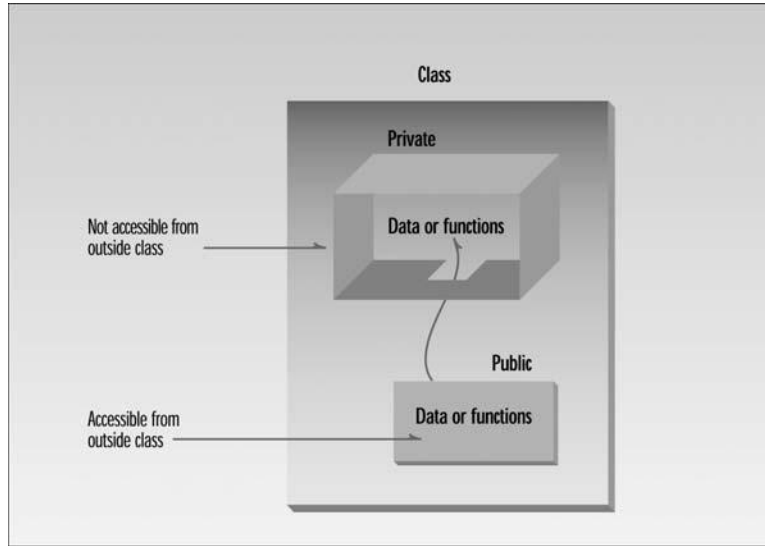 Class
Private
Data or functions
Not accessible from
outside class
Public
Data or functions
Accessible from
outside class